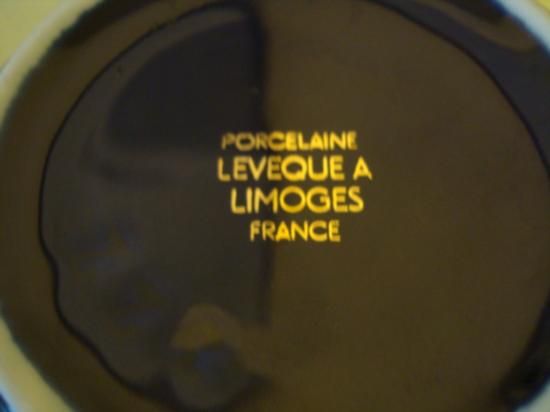 PORCELAINE
LEVEQUE A
LIMOGES
FRANCE